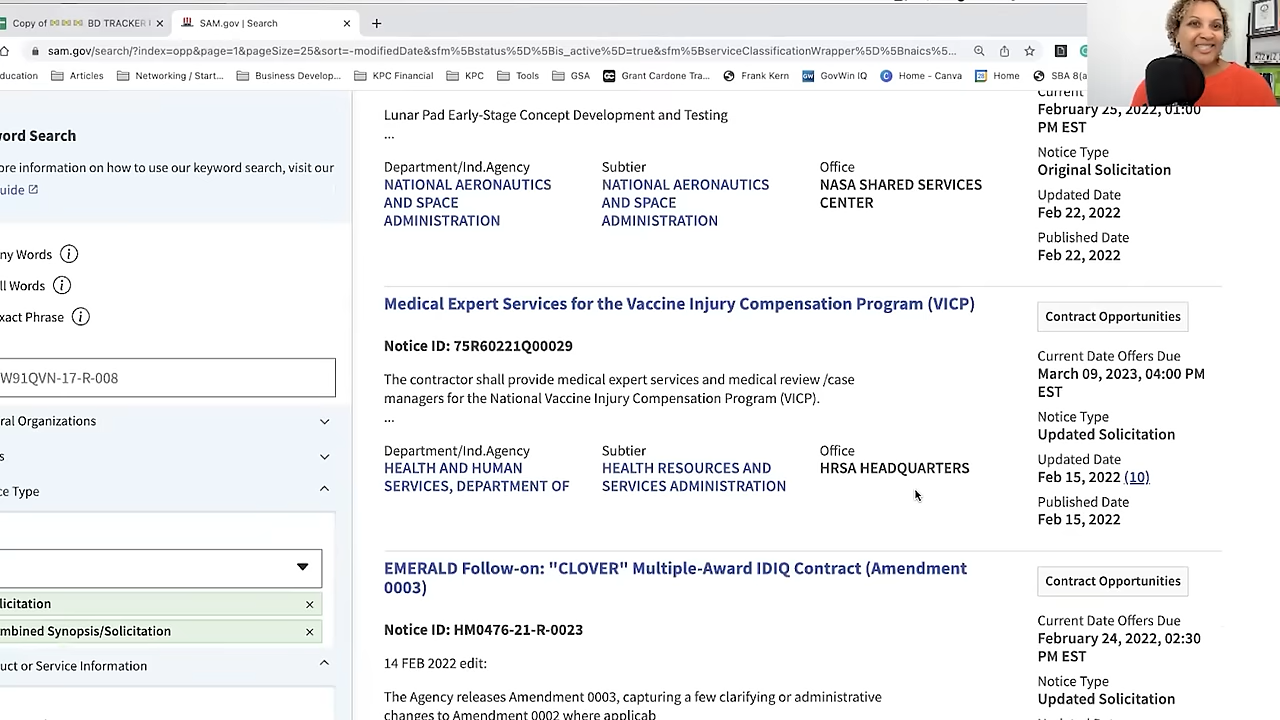 Copy of BD TRACKER
SAM.gov | Search
sam.gov/search/?index=opp&page=1&pageSize=25&sort=-modifiedDate&sfm%5Bstatus%5D%5Bis_active%5D=true&sfm%5BserviceClassificationWrapper%5D%5Bnaics%5...
ducation Articles Networking / Start... Business Develop... KPC Financial KPC Tools GSA Grant Cardone Tra... Frank Kern GovWin IQ Home - Canva Home SBA 8(a
ord Search
ore information on how to use our keyword search, visit our
uide
ny Words
ll Words
xact Phrase
W91QVN-17-R-008
ral Organizations
s
ce Type
licitation
mbined Synopsis/Solicitation
uct or Service Information
Lunar Pad Early-Stage Concept Development and Testing
...
Department/Ind.Agency
NATIONAL AERONAUTICS
AND SPACE
ADMINISTRATION
Subtier
NATIONAL AERONAUTICS
AND SPACE
ADMINISTRATION
Office
NASA SHARED SERVICES
CENTER
Current
February 25, 2022, 01:00
PM EST
Notice Type
Original Solicitation
Updated Date
Feb 22, 2022
Published Date
Feb 22, 2022
Medical Expert Services for the Vaccine Injury Compensation Program (VICP)
Notice ID: 75R60221Q00029
The contractor shall provide medical expert services and medical review /case
managers for the National Vaccine Injury Compensation Program (VICP).
...
Department/Ind.Agency
HEALTH AND HUMAN
SERVICES, DEPARTMENT OF
Subtier
HEALTH RESOURCES AND
SERVICES ADMINISTRATION
Office
HRSA HEADQUARTERS
Contract Opportunities
Current Date Offers Due
March 09, 2023, 04:00 PM
EST
Notice Type
Updated Solicitation
Updated Date
Feb 15, 2022 (10)
Published Date
Feb 15, 2022
EMERALD Follow-on: "CLOVER" Multiple-Award IDIQ Contract (Amendment
0003)
Notice ID: HM0476-21-R-0023
14 FEB 2022 edit:
The Agency releases Amendment 0003, capturing a few clarifying or administrative
changes to Amendment 0002 where applicab
Contract Opportunities
Current Date Offers Due
February 24, 2022, 02:30
PM EST
Notice Type
Updated Solicitation